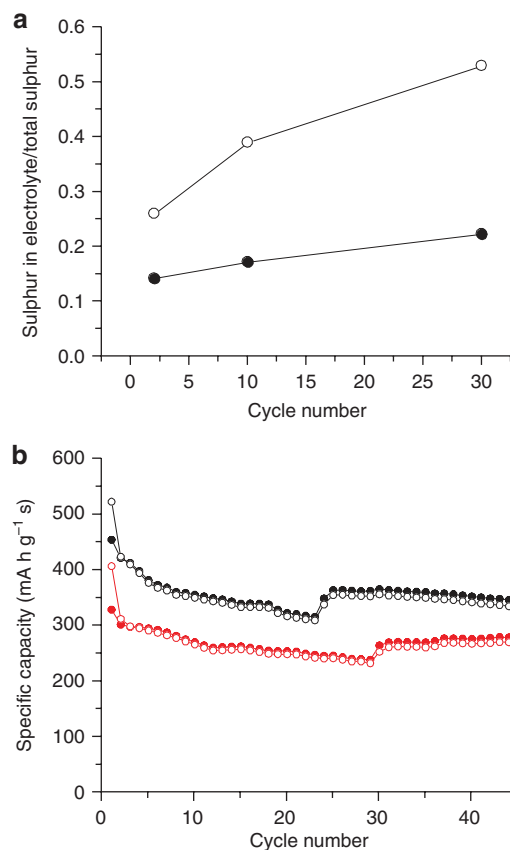 a
Sulphur in electrolyte/total sulphur
0.6
0.5
0.4
0.3
0.2
0.1
0.0
0 5 10 15 20 25 30
Cycle number
b
Specific capacity (mA h g⁻¹ s)
600
500
400
300
200
100
0
0 10 20 30 40
Cycle number